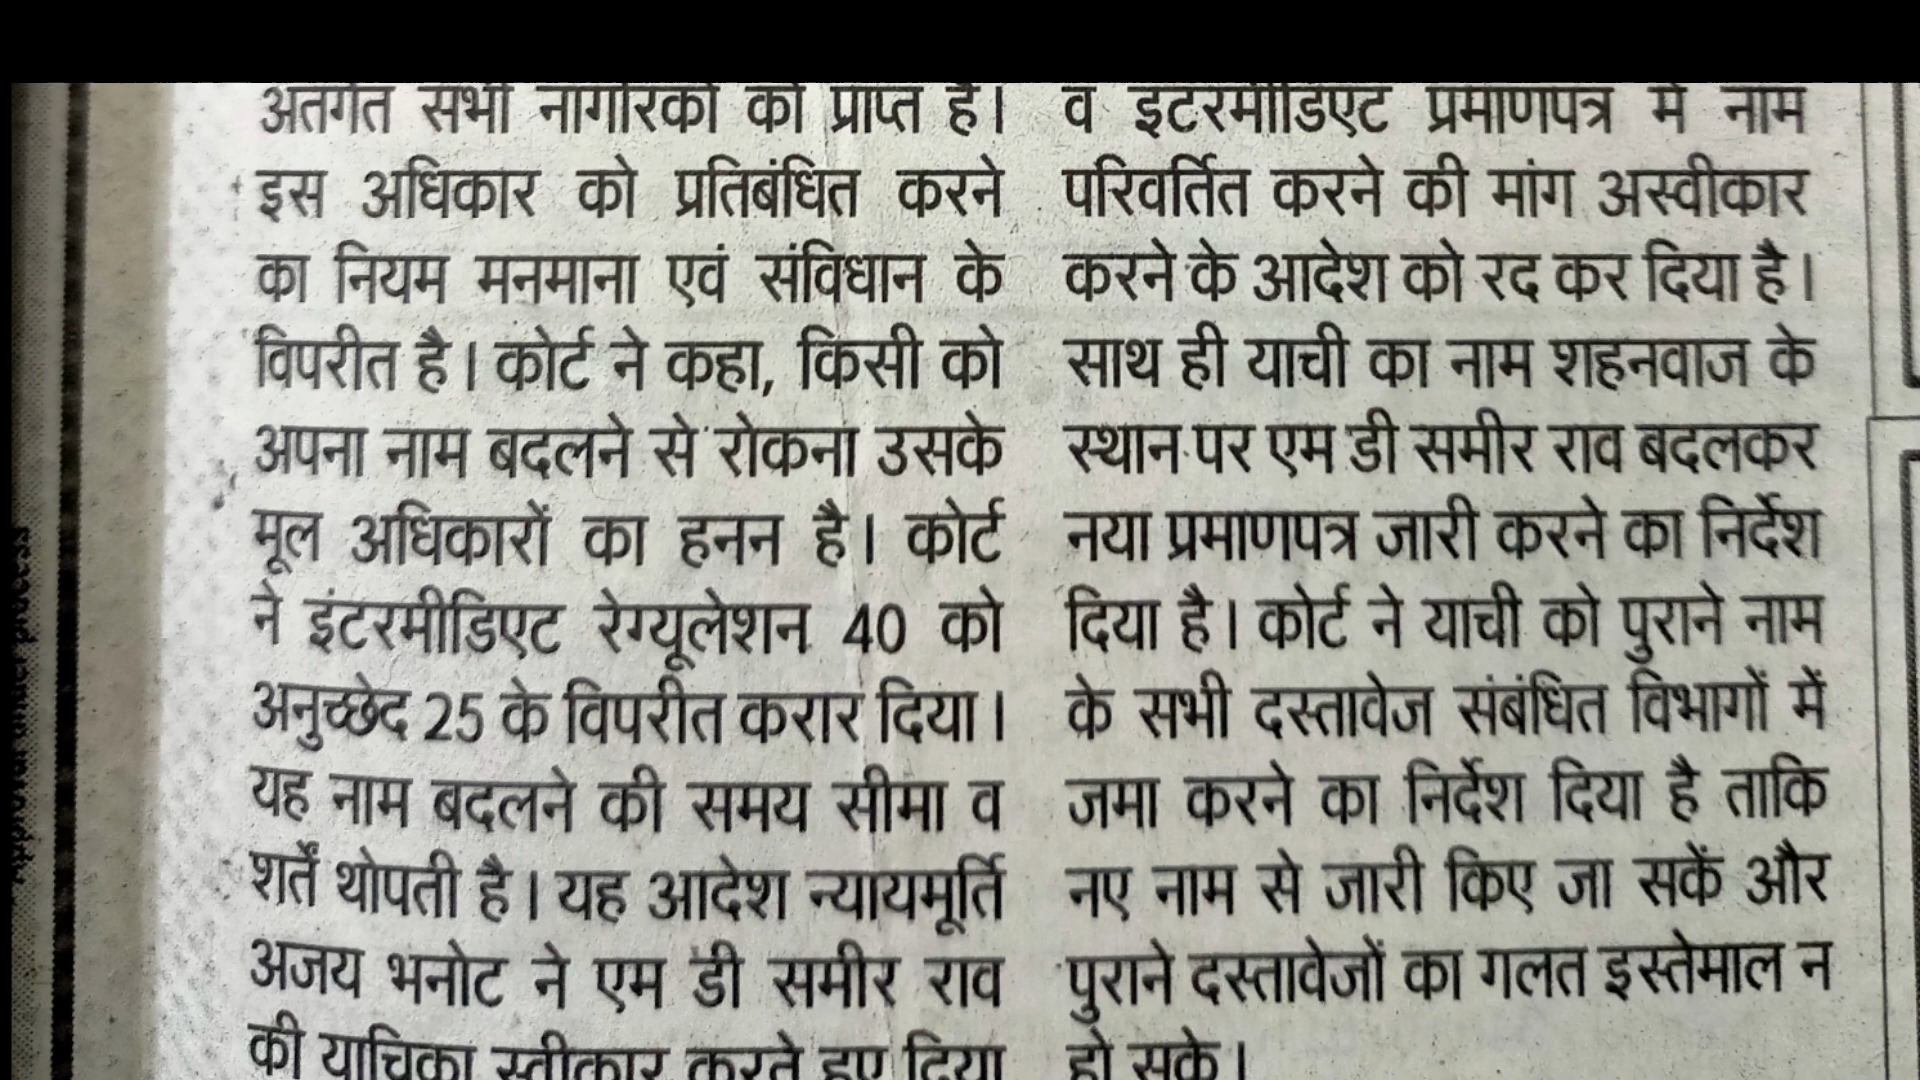 अंतर्गत सभी नागरिकों को प्राप्त है।
इस अधिकार को प्रतिबंधित करने
का नियम मनमाना एवं संविधान के
विपरीत है। कोर्ट ने कहा, किसी को
अपना नाम बदलने से रोकना उसके
मूल अधिकारों का हनन है। कोर्ट
ने इंटरमीडिएट रेग्यूलेशन 40 को
अनुच्छेद 25 के विपरीत करार दिया।
यह नाम बदलने की समय सीमा व
शर्तें थोपती है। यह आदेश न्यायमूर्ति
अजय भनोट ने एम डी समीर राव
की याचिका स्वीकार करते हुए दिया
व इंटरमीडिएट प्रमाणपत्र में नाम
परिवर्तित करने की मांग अस्वीकार
करने के आदेश को रद कर दिया है।
साथ ही याची का नाम शहनवाज के
स्थान पर एम डी समीर राव बदलकर
नया प्रमाणपत्र जारी करने का निर्देश
दिया है। कोर्ट ने याची को पुराने नाम
के सभी दस्तावेज संबंधित विभागों में
जमा करने का निर्देश दिया है ताकि
नए नाम से जारी किए जा सकें और
पुराने दस्तावेजों का गलत इस्तेमाल न
हो सके।